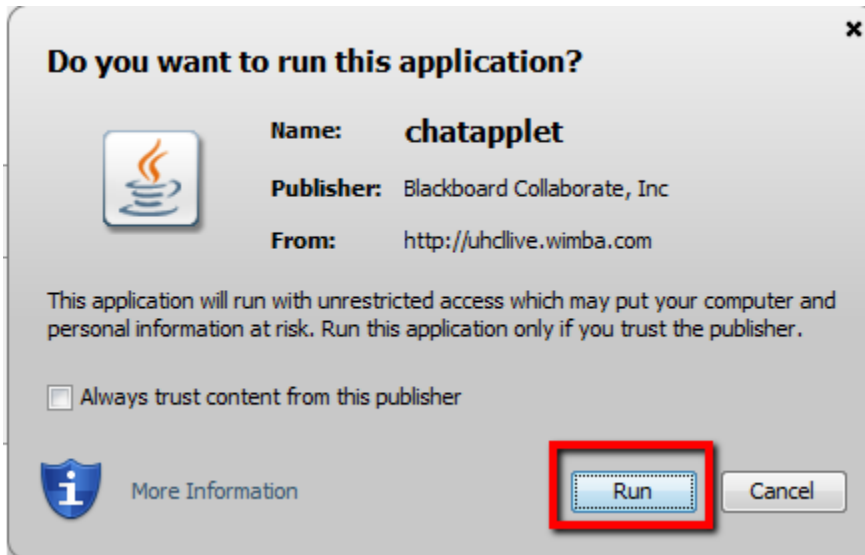 Do you want to run this application?
Name: chatapplet
Publisher: Blackboard Collaborate, Inc
From: http://uhcllive.wimba.com
This application will run with unrestricted access which may put your computer and
personal information at risk. Run this application only if you trust the publisher.
Always trust content from this publisher
More Information Run Cancel